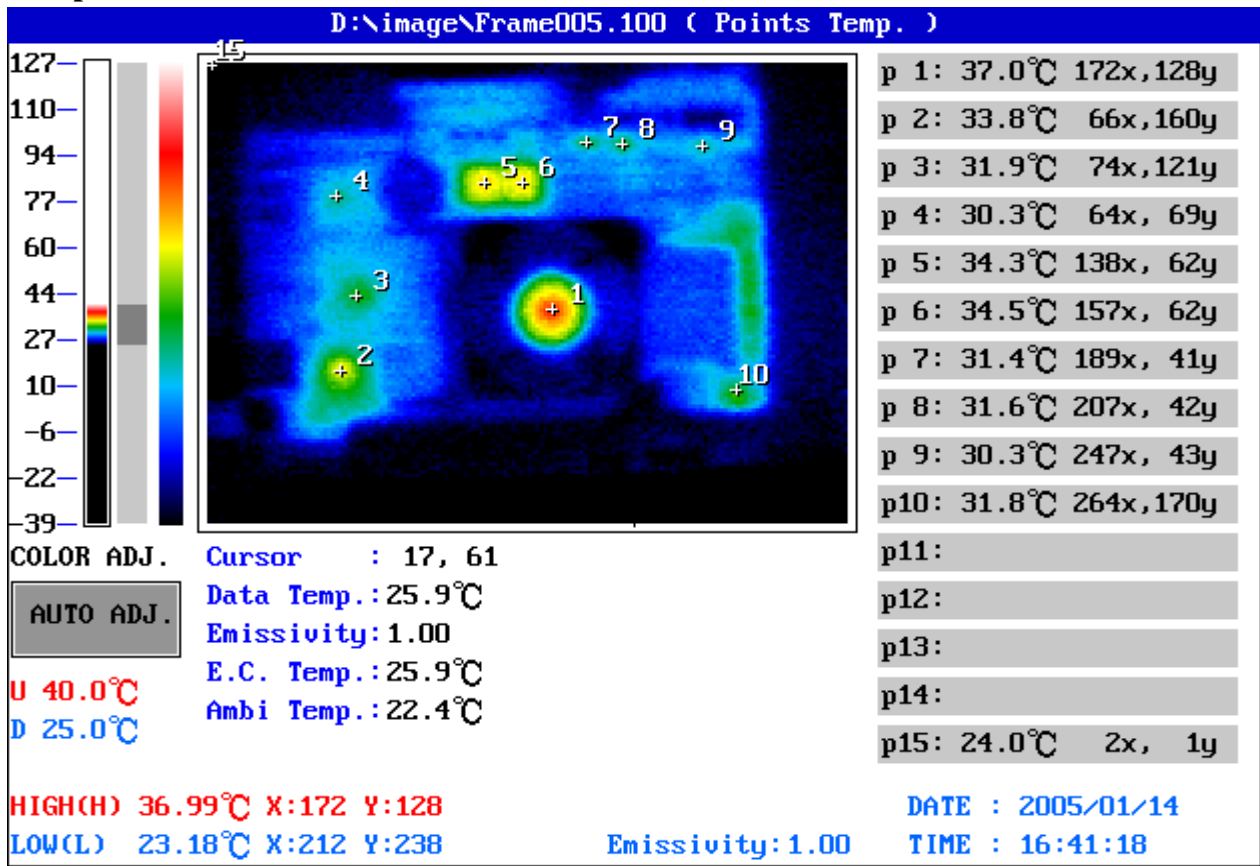 D:\image\Frame005.100 ( Points Temp. )
127
110
94
77
60
44
27
10
-6
-22
-39
COLOR ADJ.
AUTO ADJ.
U 40.0℃
D 25.0℃
15
7 8 9
5 6
4
3
1
2
10
Cursor : 17, 61
Data Temp.:25.9℃
Emissivity:1.00
E.C. Temp.:25.9℃
Ambi Temp.:22.4℃
p 1: 37.0℃ 172x,128y
p 2: 33.8℃ 66x,160y
p 3: 31.9℃ 74x,121y
p 4: 30.3℃ 64x, 69y
p 5: 34.3℃ 138x, 62y
p 6: 34.5℃ 157x, 62y
p 7: 31.4℃ 189x, 41y
p 8: 31.6℃ 207x, 42y
p 9: 30.3℃ 247x, 43y
p10: 31.8℃ 264x,170y
p11:
p12:
p13:
p14:
p15: 24.0℃ 2x, 1y
HIGH(H) 36.99℃ X:172 Y:128
LOW(L) 23.18℃ X:212 Y:238
Emissivity:1.00
DATE : 2005/01/14
TIME : 16:41:18